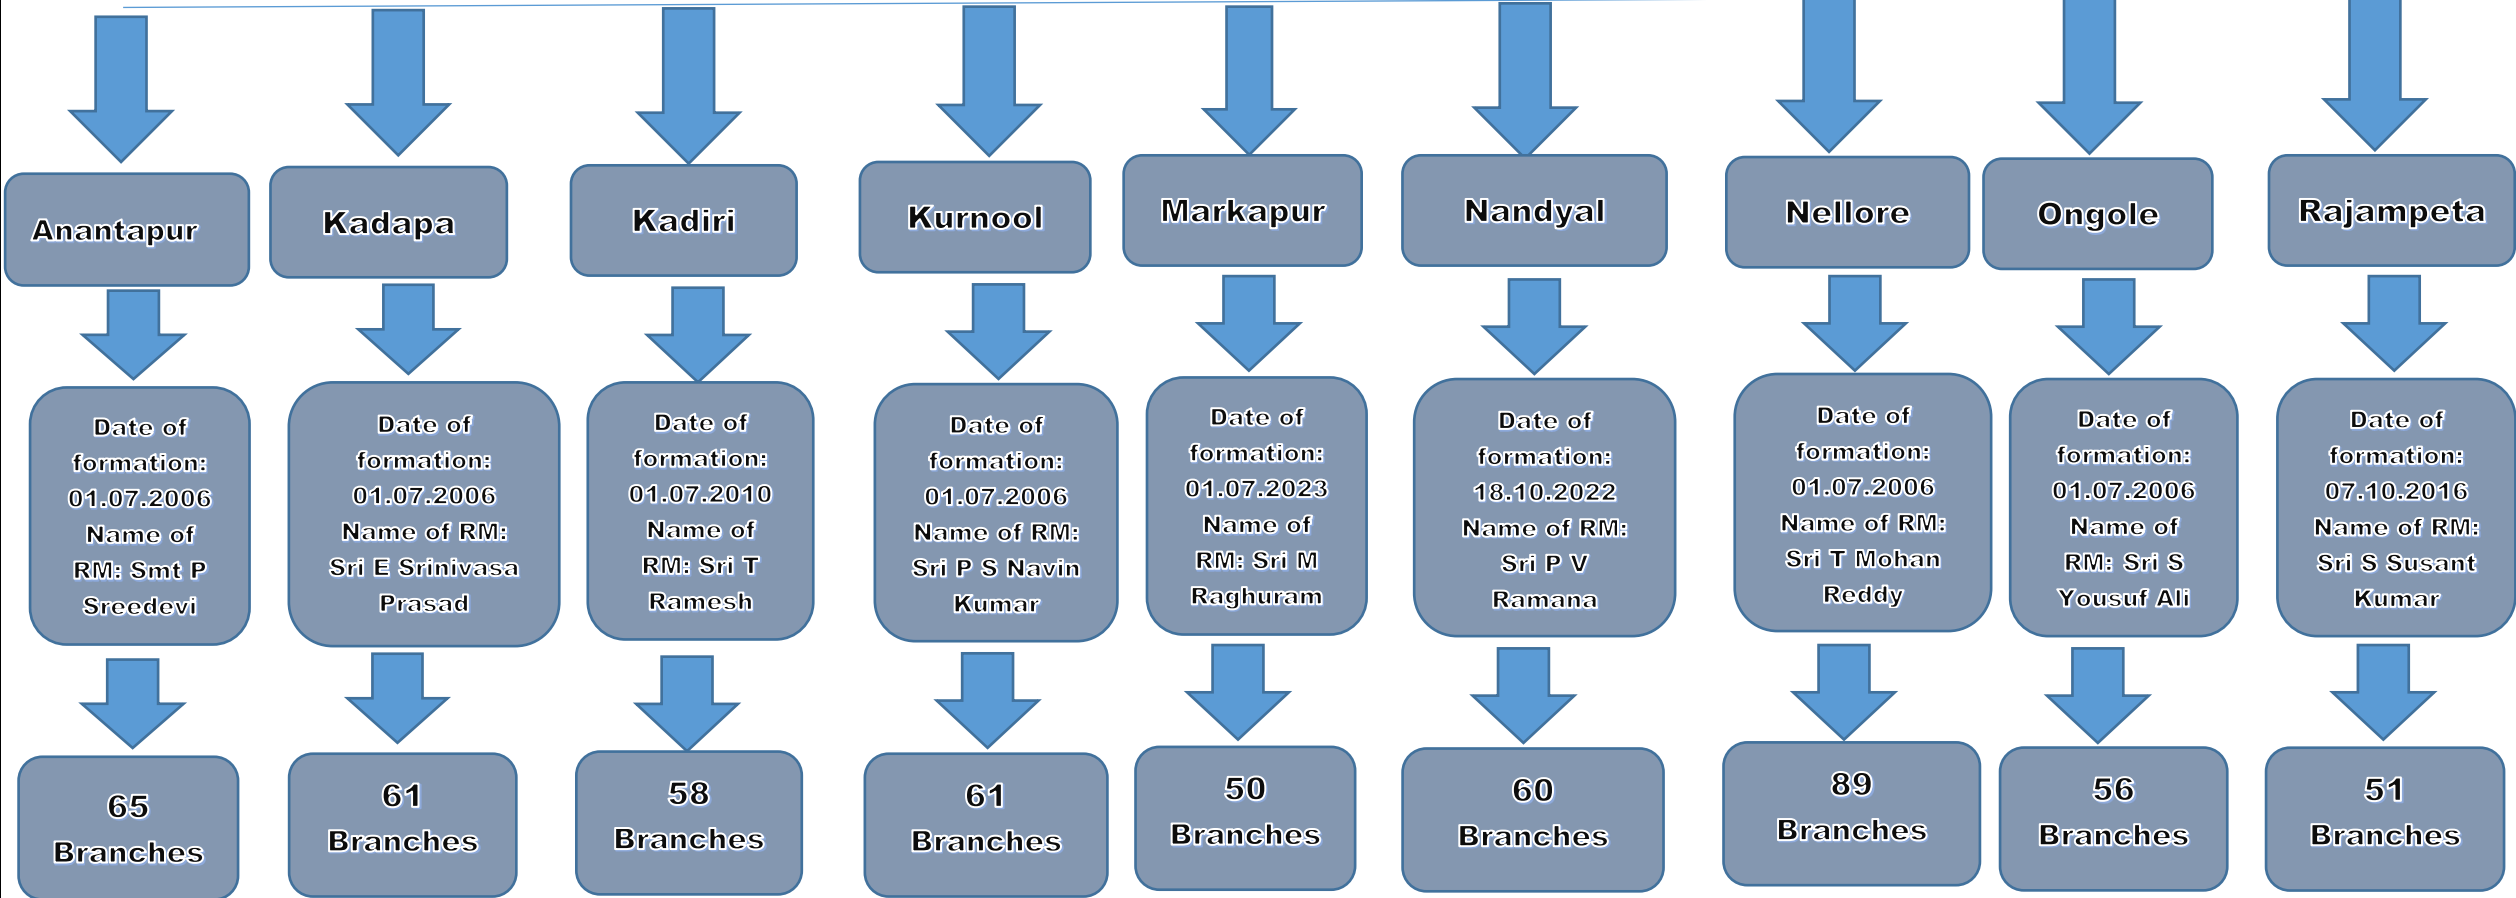 Anantapur
Kadapa
Kadiri
Kurnool
Markapur
Nandyal
Nellore
Ongole
Rajampeta
Date of
formation:
01.07.2006
Name of
RM: Smt P
Sreedevi
Date of
formation:
01.07.2006
Name of RM:
Sri E Srinivasa
Prasad
Date of
formation:
01.07.2010
Name of
RM: Sri T
Ramesh
Date of
formation:
01.07.2006
Name of RM:
Sri P S Navin
Kumar
Date of
formation:
01.07.2023
Name of
RM: Sri M
Raghuram
Date of
formation:
18.10.2022
Name of RM:
Sri P V
Ramana
Date of
formation:
01.07.2006
Name of RM:
Sri T Mohan
Reddy
Date of
formation:
01.07.2006
Name of
RM: Sri S
Yousuf Ali
Date of
formation:
07.10.2016
Name of RM:
Sri S Susant
Kumar
65
Branches
61
Branches
58
Branches
61
Branches
50
Branches
60
Branches
89
Branches
56
Branches
51
Branches